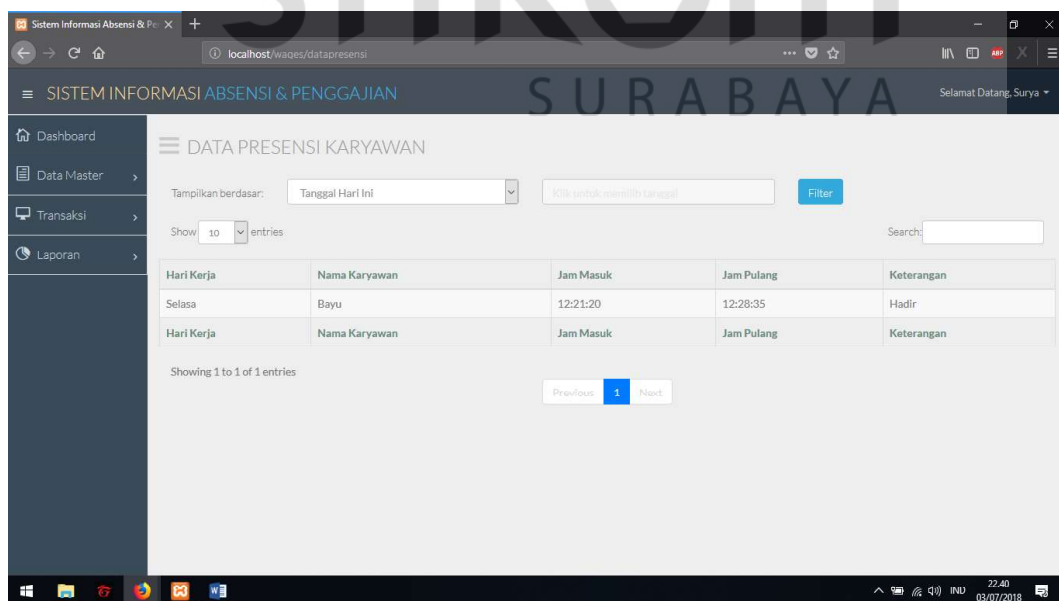 Sistem Informasi Absensi & Pe
localhost/wages/datapresensi
ABP
SURABAYA
SISTEM INFORMASI ABSENSI & PENGGAJIAN
Selamat Datang, Surya
Dashboard
Data Master
Transaksi
Laporan
DATA PRESENSI KARYAWAN
Tampilkan berdasar: Tanggal Hari Ini Klik untuk memilih tanggal Filter
Show 10 entries Search:
Hari Kerja Nama Karyawan Jam Masuk Jam Pulang Keterangan
Selasa Bayu 12:21:20 12:28:35 Hadir
Hari Kerja Nama Karyawan Jam Masuk Jam Pulang Keterangan
Showing 1 to 1 of 1 entries
Previous 1 Next
IND 22.40
03/07/2018